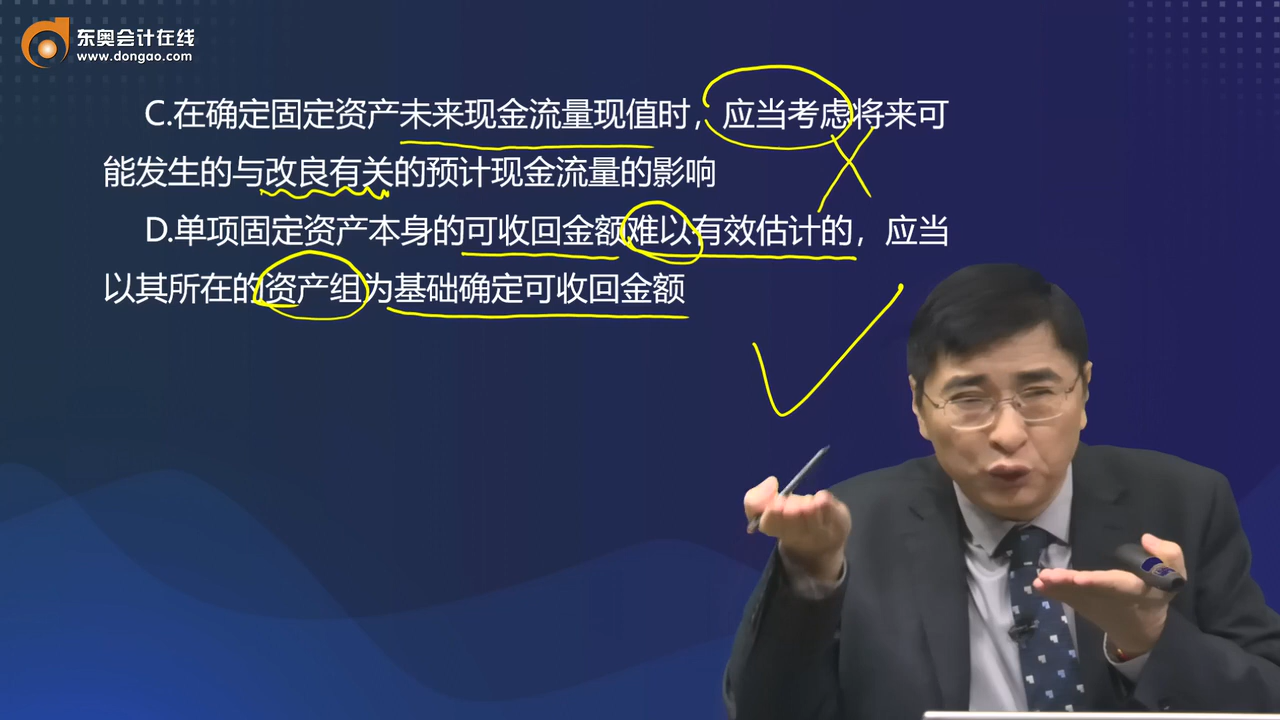 东奥会计在线
www.dongao.com
C.在确定固定资产未来现金流量现值时，应当考虑将来可
能发生的与改良有关的预计现金流量的影响
D.单项固定资产本身的可收回金额难以有效估计的，应当
以其所在的资产组为基础确定可收回金额